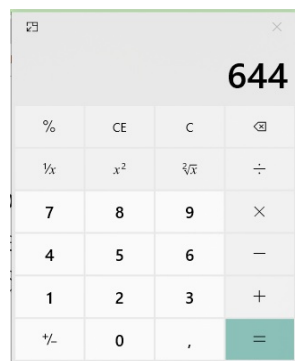 644
% CE C
¹/x x² ²√x ÷
7 8 9 ×
4 5 6 −
1 2 3 +
+/− 0 , =